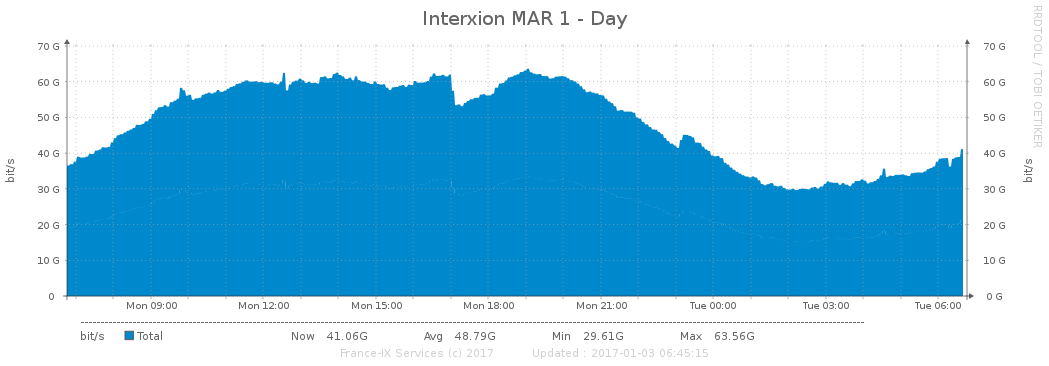 Interxion MAR 1 - Day
RRDTOOL / TOBI OETIKER
bit/s
bit/s
70 G 70 G
60 G 60 G
50 G 50 G
40 G 40 G
30 G 30 G
20 G 20 G
10 G 10 G
0 0 G
Mon 09:00 Mon 12:00 Mon 15:00 Mon 18:00 Mon 21:00 Tue 00:00 Tue 03:00 Tue 06:00
bit/s Total Now 41.06G Avg 48.79G Min 29.61G Max 63.56G
France-IX Services (c) 2017 Updated : 2017-01-03 06:45:15